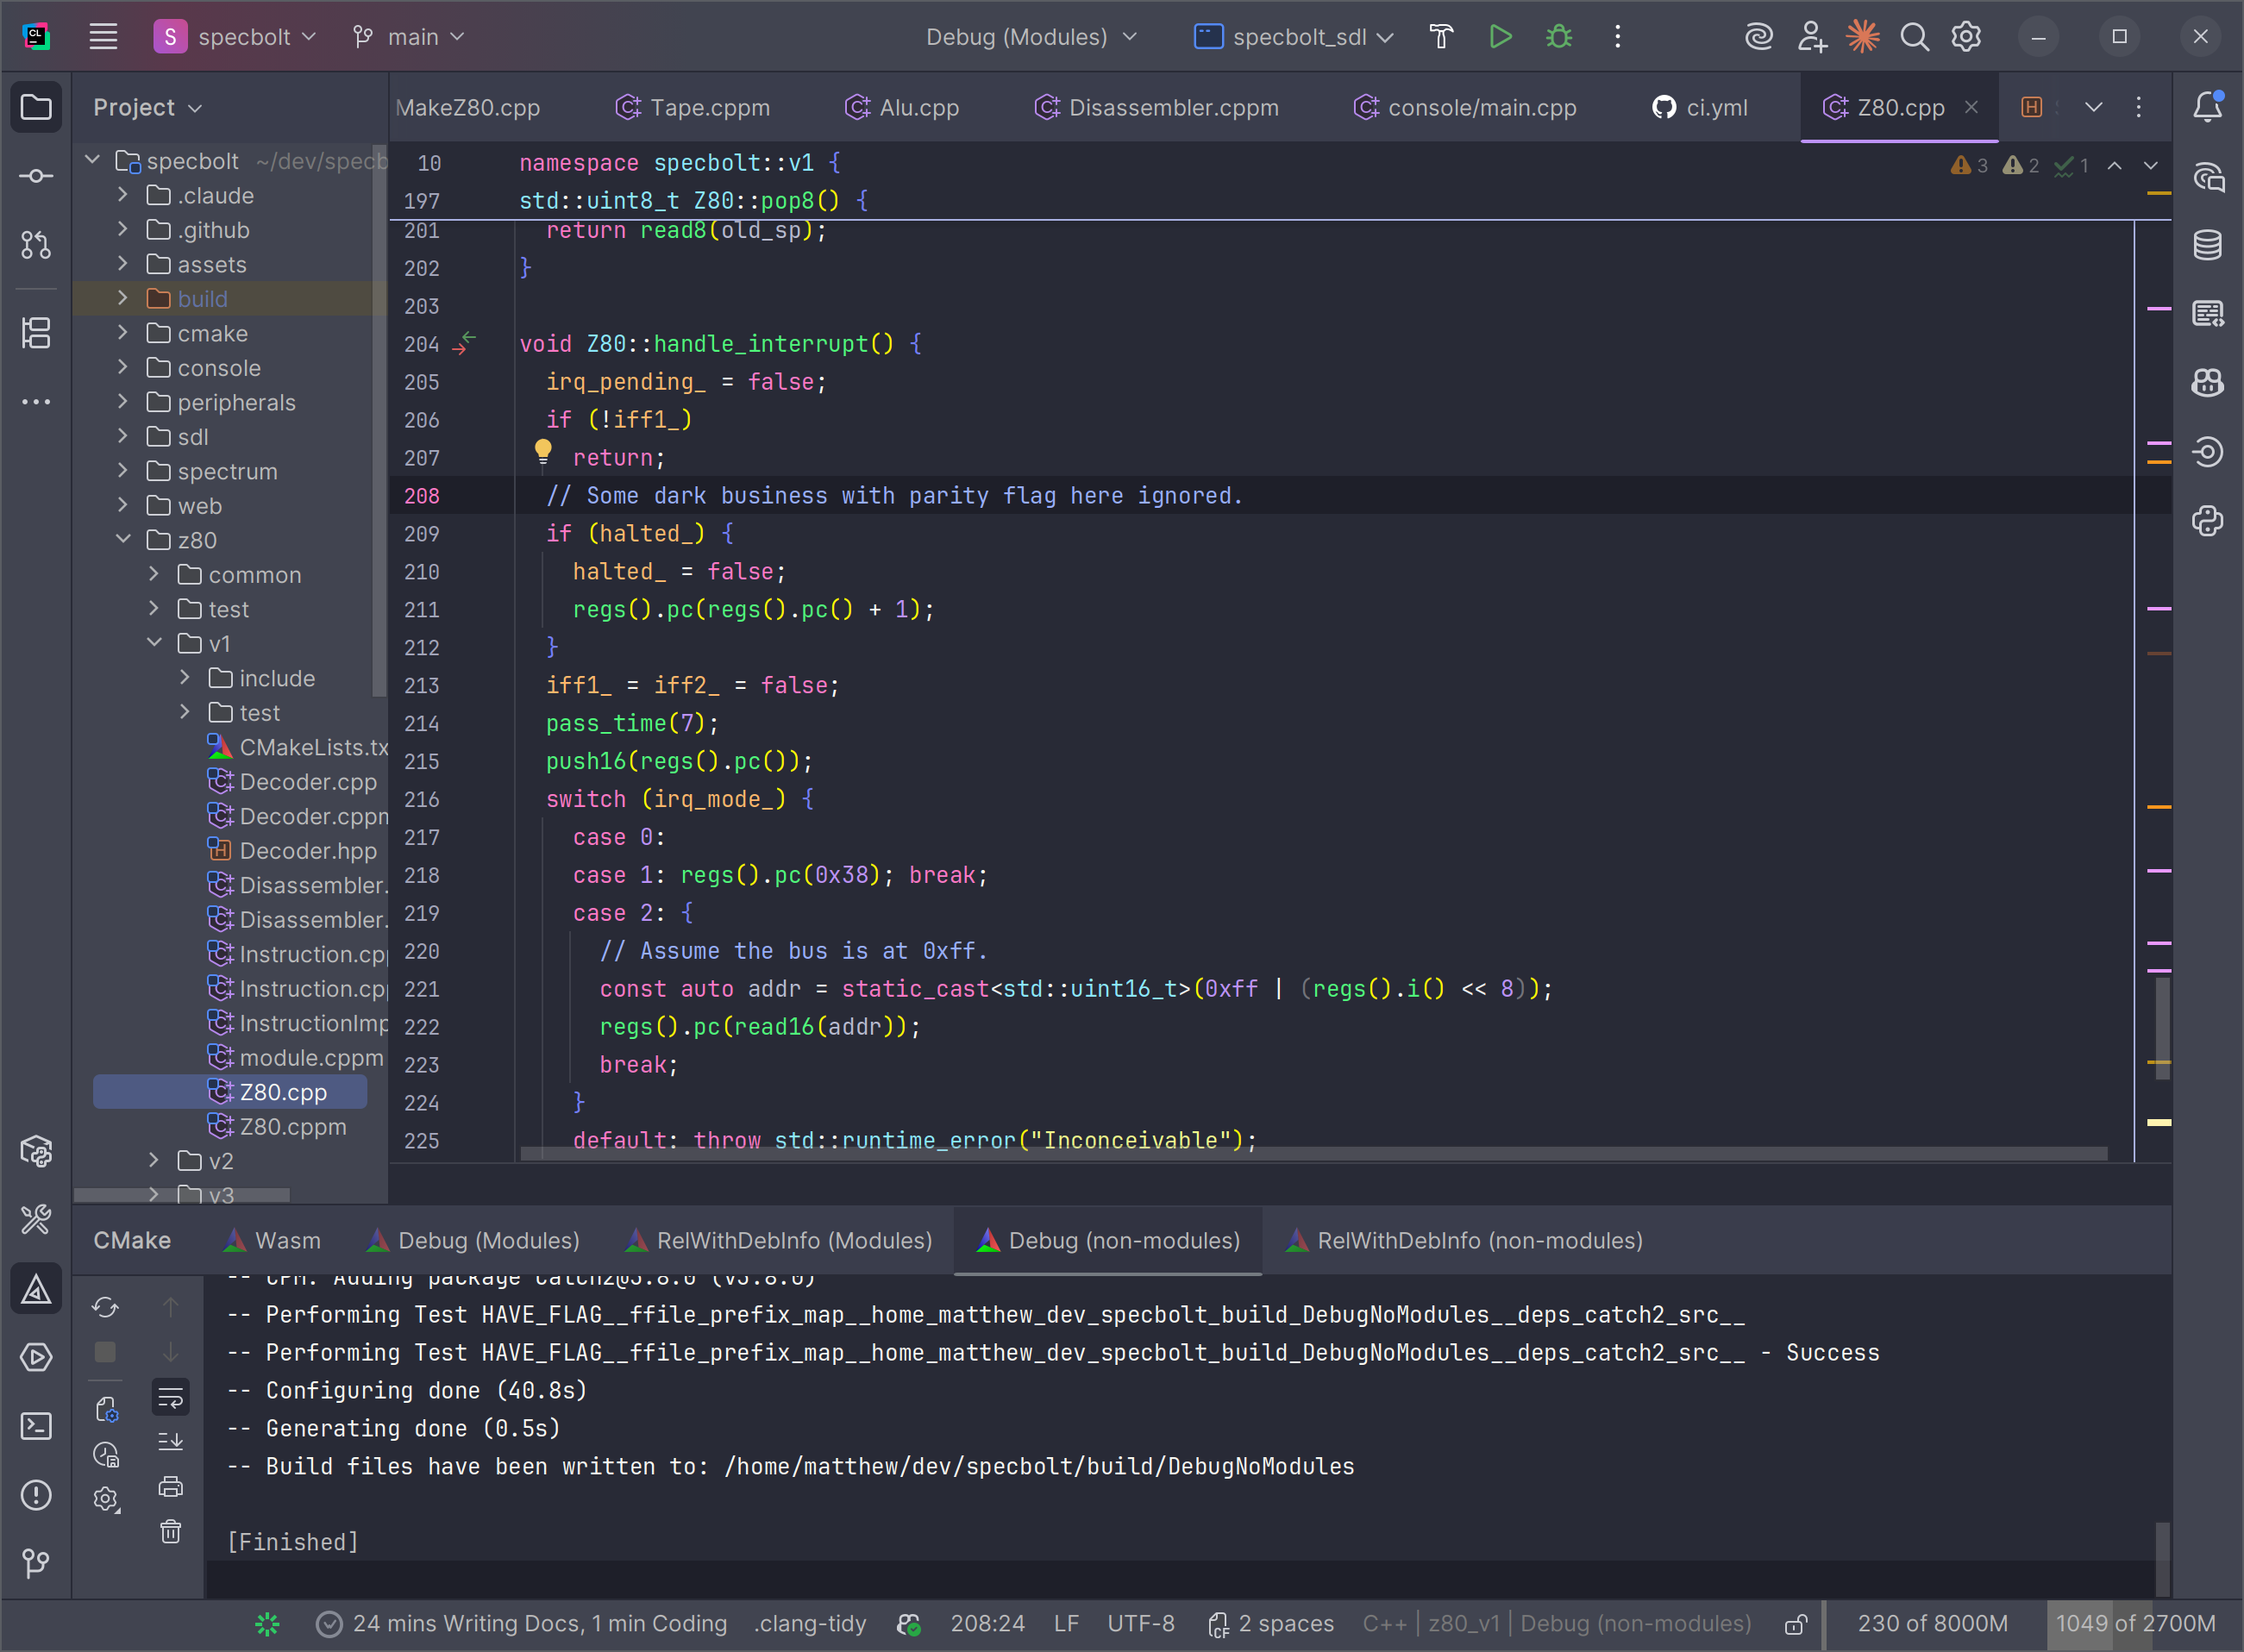 CL
S specbolt main Debug (Modules) specbolt_sdl
Project
MakeZ80.cpp Tape.cppm Alu.cpp Disassembler.cppm console/main.cpp ci.yml Z80.cpp
specbolt ~/dev/specb
.claude
.github
assets
build
cmake
console
peripherals
sdl
spectrum
web
z80
common
test
v1
include
test
CMakeLists.tx
Decoder.cpp
Decoder.cppm
Decoder.hpp
Disassembler.
Disassembler.
Instruction.cp
Instruction.cp
InstructionImp
module.cppm
Z80.cpp
Z80.cppm
v2
v3
3 2 1
10 namespace specbolt::v1 {
197 std::uint8_t Z80::pop8() {
201 return read8(old_sp);
202 }
203
204 void Z80::handle_interrupt() {
205 irq_pending_ = false;
206 if (!iff1_)
207 return;
208 // Some dark business with parity flag here ignored.
209 if (halted_) {
210 halted_ = false;
211 regs().pc(regs().pc() + 1);
212 }
213 iff1_ = iff2_ = false;
214 pass_time(7);
215 push16(regs().pc());
216 switch (irq_mode_) {
217 case 0:
218 case 1: regs().pc(0x38); break;
219 case 2: {
220 // Assume the bus is at 0xff.
221 const auto addr = static_cast<std::uint16_t>(0xff | (regs().i() << 8));
222 regs().pc(read16(addr));
223 break;
224 }
225 default: throw std::runtime_error("Inconceivable");
CMake Wasm Debug (Modules) RelWithDebInfo (Modules) Debug (non-modules) RelWithDebInfo (non-modules)
-- CPM: Adding package catch2@3.8.0 (v3.8.0)
-- Performing Test HAVE_FLAG__ffile_prefix_map__home_matthew_dev_specbolt_build_DebugNoModules__deps_catch2_src__
-- Performing Test HAVE_FLAG__ffile_prefix_map__home_matthew_dev_specbolt_build_DebugNoModules__deps_catch2_src__ - Success
-- Configuring done (40.8s)
-- Generating done (0.5s)
-- Build files have been written to: /home/matthew/dev/specbolt/build/DebugNoModules
[Finished]
24 mins Writing Docs, 1 min Coding .clang-tidy 208:24 LF UTF-8 2 spaces C++ | z80_v1 | Debug (non-modules) 230 of 8000M 1049 of 2700M